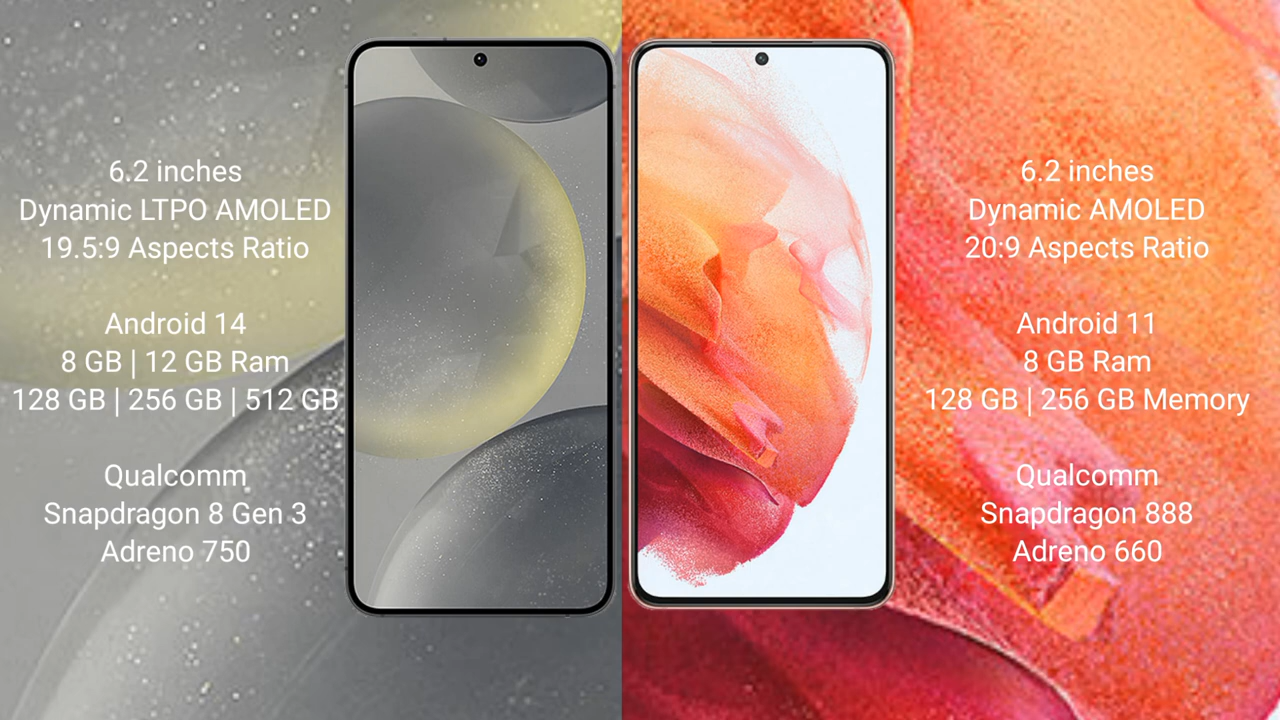 6.2 inches
Dynamic LTPO AMOLED
19.5:9 Aspects Ratio
Android 14
8 GB | 12 GB Ram
128 GB | 256 GB | 512 GB
Qualcomm
Snapdragon 8 Gen 3
Adreno 750
6.2 inches
Dynamic AMOLED
20:9 Aspects Ratio
Android 11
8 GB Ram
128 GB | 256 GB Memory
Qualcomm
Snapdragon 888
Adreno 660